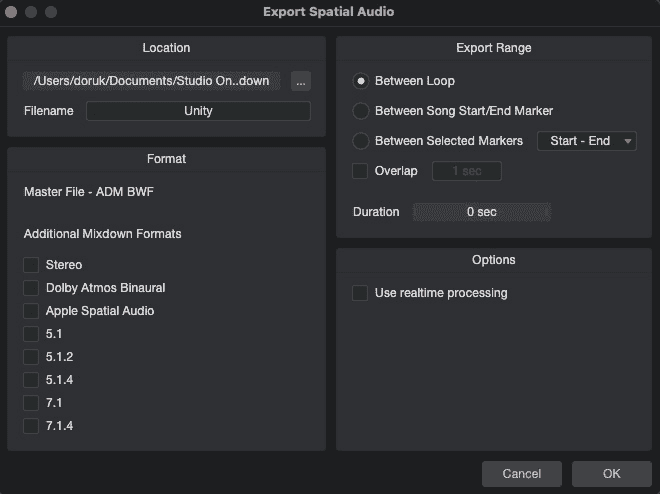 Export Spatial Audio
Location
/Users/doruk/Documents/Studio On..down
...
Filename
Unity
Format
Master File - ADM BWF
Additional Mixdown Formats
Stereo
Dolby Atmos Binaural
Apple Spatial Audio
5.1
5.1.2
5.1.4
7.1
7.1.4
Export Range
Between Loop
Between Song Start/End Marker
Between Selected Markers
Start - End
Overlap
1 sec
Duration
0 sec
Options
Use realtime processing
Cancel
OK